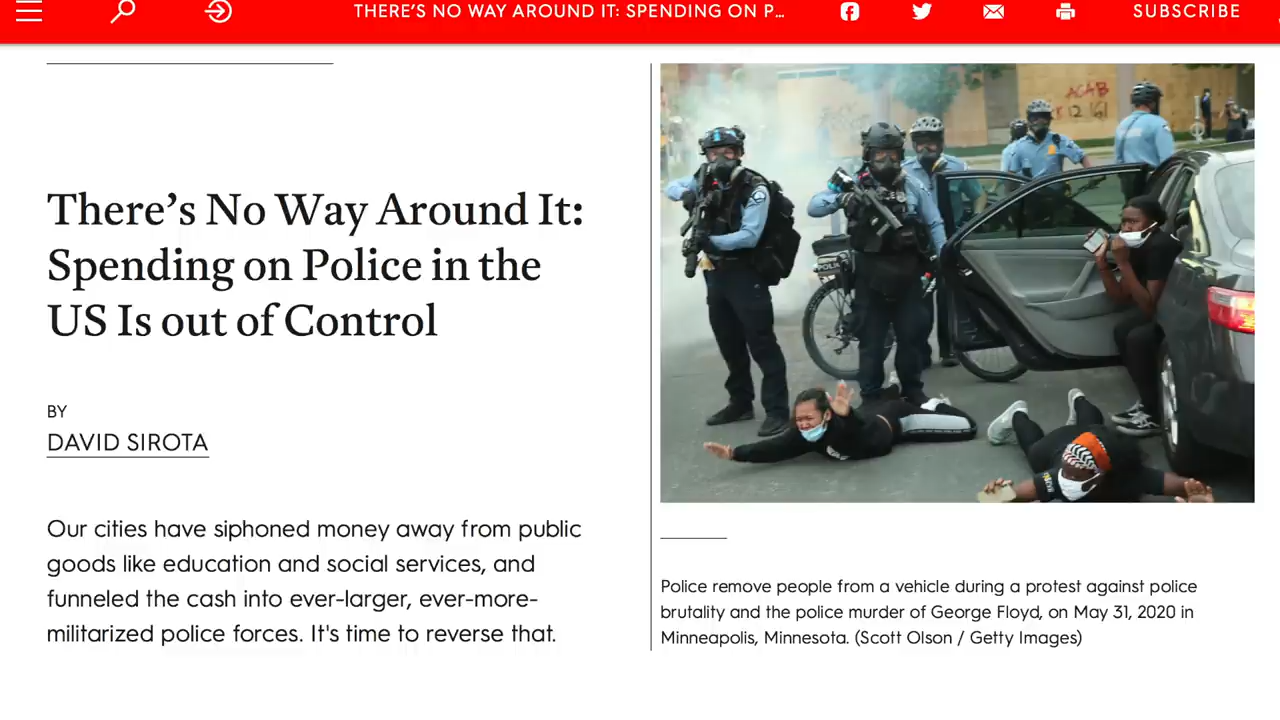 THERE’S NO WAY AROUND IT: SPENDING ON P…
SUBSCRIBE
There’s No Way Around It:
Spending on Police in the
US Is out of Control
BY
DAVID SIROTA
Our cities have siphoned money away from public
goods like education and social services, and
funneled the cash into ever-larger, ever-more-
militarized police forces. It's time to reverse that.
ACAB
12
Police remove people from a vehicle during a protest against police
brutality and the police murder of George Floyd, on May 31, 2020 in
Minneapolis, Minnesota. (Scott Olson / Getty Images)